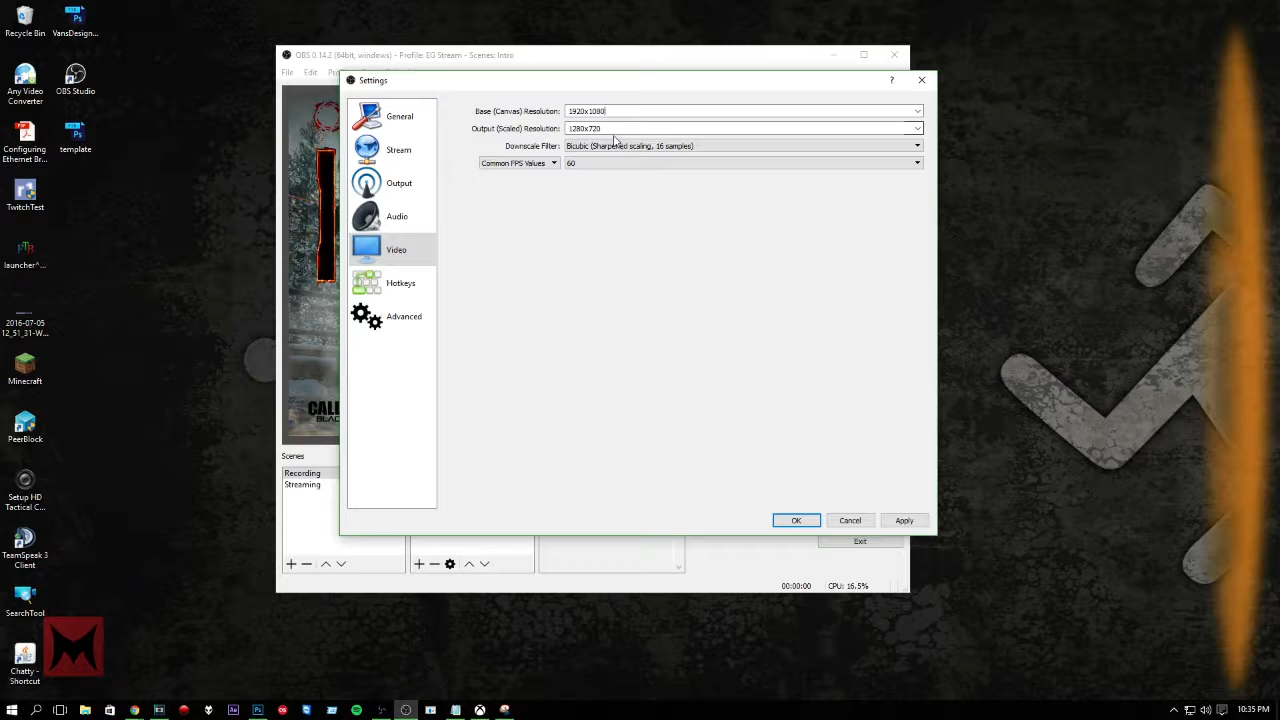 Recycle Bin
VansDesign...
Any Video
Converter
OBS Studio
Configuring
Ethernet Br...
template
TwitchTest
launcher^...
2016-07-05
12_51_31-W...
Minecraft
PeerBlock
Setup HD
Tactical C...
TeamSpeak 3
Client
SearchTool
Chatty -
Shortcut
OBS 0.14.2 (64bit, windows) - Profile: EG Stream - Scenes: Intro
File Edit
Settings
General
Stream
Output
Audio
Video
Hotkeys
Advanced
Base (Canvas) Resolution: 1920x1080
Output (Scaled) Resolution: 1280x720
Downscale Filter: Bicubic (Sharpened scaling, 16 samples)
Common FPS Values 60
OK Cancel Apply
Scenes
Recording
Streaming
Exit
00:00:00 CPU: 16.5%
10:35 PM